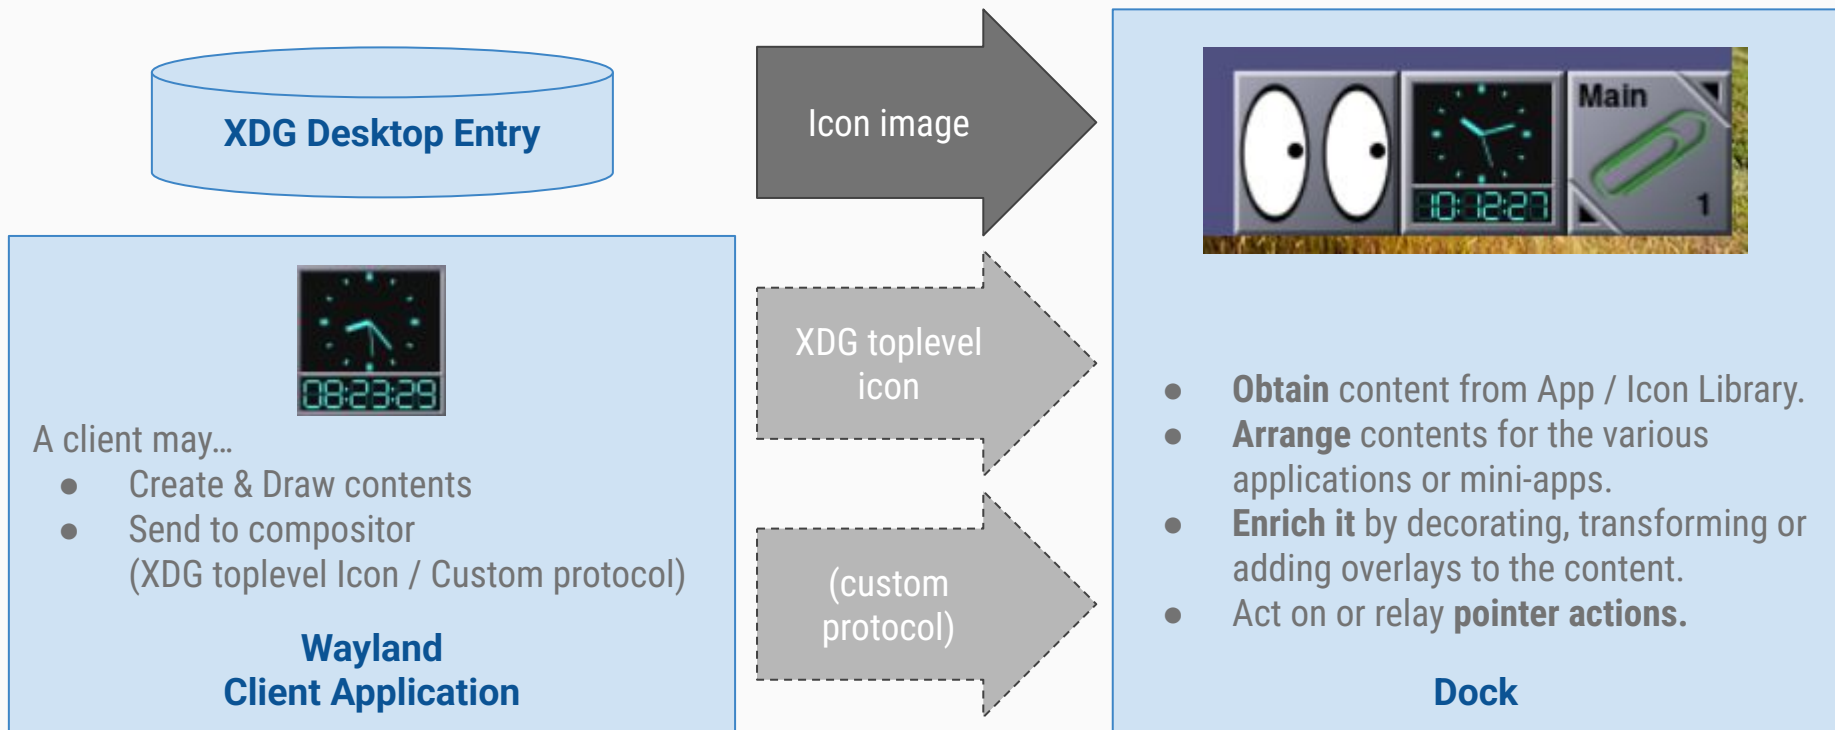 XDG Desktop Entry
Icon image
Main
10:12:27
1
08:23:29
A client may…
● Create & Draw contents
● Send to compositor
(XDG toplevel Icon / Custom protocol)
Wayland
Client Application
XDG toplevel
icon
(custom
protocol)
● Obtain content from App / Icon Library.
● Arrange contents for the various
applications or mini-apps.
● Enrich it by decorating, transforming or
adding overlays to the content.
● Act on or relay pointer actions.
Dock